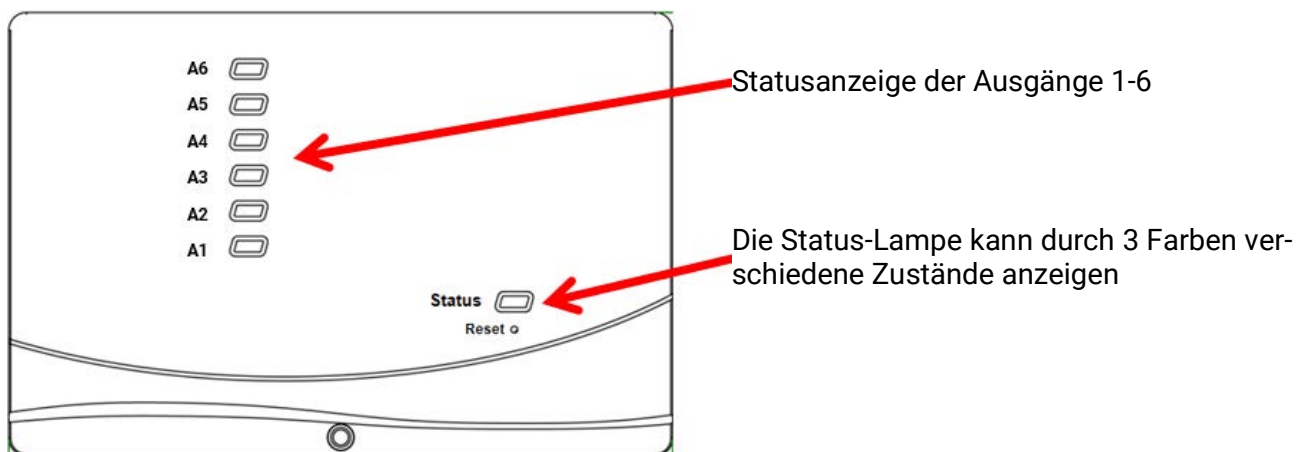 A6
A5
A4
A3
A2
A1
Statusanzeige der Ausgänge 1-6
Die Status-Lampe kann durch 3 Farben ver-
schiedene Zustände anzeigen
Status
Reset